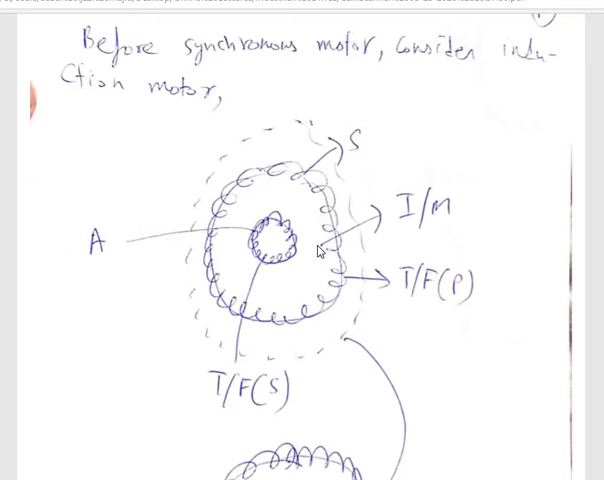 Before synchronous motor, Consider indu-
ction motor,
S
I/M
A
T/F(P)
T/F(S)